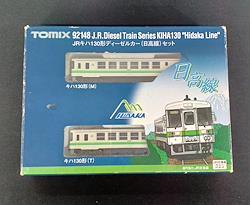 TOMIX 92148 J.R.Diesel Train Series KIHA130 "Hidaka Line"
JRキハ130形ディーゼルカー(日高線)セット
キハ130形(M)
日高線
HIDAKA
キハ130形(T)